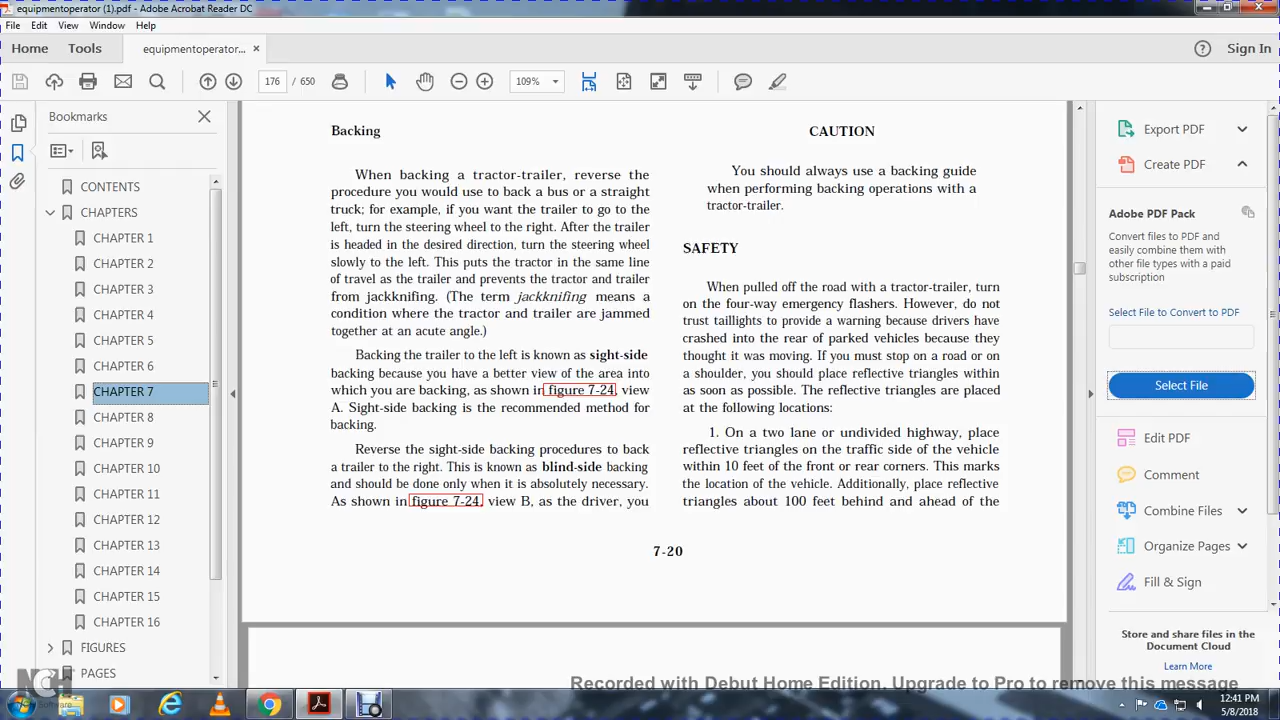 equipmentoperator (1).pdf - Adobe Acrobat Reader DC
File Edit View Window Help
Home Tools equipmentoperator... × Sign In
176 / 650 109%
Bookmarks
CONTENTS
CHAPTERS
CHAPTER 1
CHAPTER 2
CHAPTER 3
CHAPTER 4
CHAPTER 5
CHAPTER 6
CHAPTER 7
CHAPTER 8
CHAPTER 9
CHAPTER 10
CHAPTER 11
CHAPTER 12
CHAPTER 13
CHAPTER 14
CHAPTER 15
CHAPTER 16
FIGURES
PAGES
Backing
When backing a tractor-trailer, reverse the
procedure you would use to back a bus or a straight
truck; for example, if you want the trailer to go to the
left, turn the steering wheel to the right. After the trailer
is headed in the desired direction, turn the steering wheel
slowly to the left. This puts the tractor in the same line
of travel as the trailer and prevents the tractor and trailer
from jackknifing. (The term jackknifing means a
condition where the tractor and trailer are jammed
together at an acute angle.)
Backing the trailer to the left is known as sight-side
backing because you have a better view of the area into
which you are backing, as shown in figure 7-24, view
A. Sight-side backing is the recommended method for
backing.
Reverse the sight-side backing procedures to back
a trailer to the right. This is known as blind-side backing
and should be done only when it is absolutely necessary.
As shown in figure 7-24, view B, as the driver, you
CAUTION
You should always use a backing guide
when performing backing operations with a
tractor-trailer.
SAFETY
When pulled off the road with a tractor-trailer, turn
on the four-way emergency flashers. However, do not
trust taillights to provide a warning because drivers have
crashed into the rear of parked vehicles because they
thought it was moving. If you must stop on a road or on
a shoulder, you should place reflective triangles within
as soon as possible. The reflective triangles are placed
at the following locations:
1. On a two lane or undivided highway, place
reflective triangles on the traffic side of the vehicle
within 10 feet of the front or rear corners. This marks
the location of the vehicle. Additionally, place reflective
triangles about 100 feet behind and ahead of the
7-20
Export PDF
Create PDF
Adobe PDF Pack
Convert files to PDF and
easily combine them with
other file types with a paid
subscription
Select File to Convert to PDF
Select File
Edit PDF
Comment
Combine Files
Organize Pages
Fill & Sign
Store and share files in the
Document Cloud
Learn More
NCH Software
Recorded with Debut Home Edition. Upgrade to Pro to remove this message
12:41 PM
5/8/2018